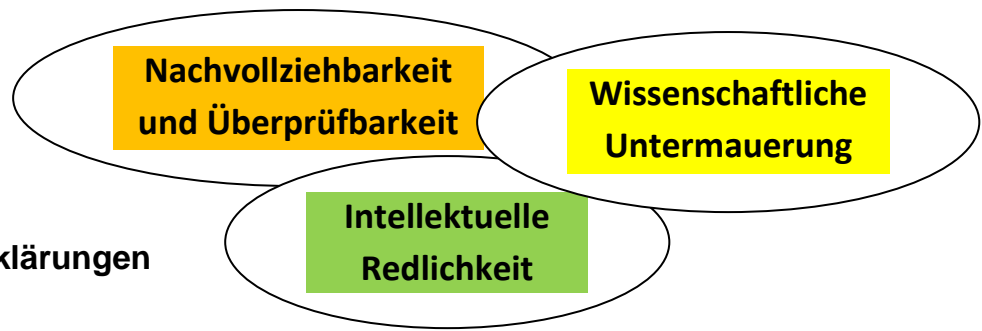 Nachvollziehbarkeit
und Überprüfbarkeit
Wissenschaftliche
Untermauerung
Intellektuelle
Redlichkeit
klärungen